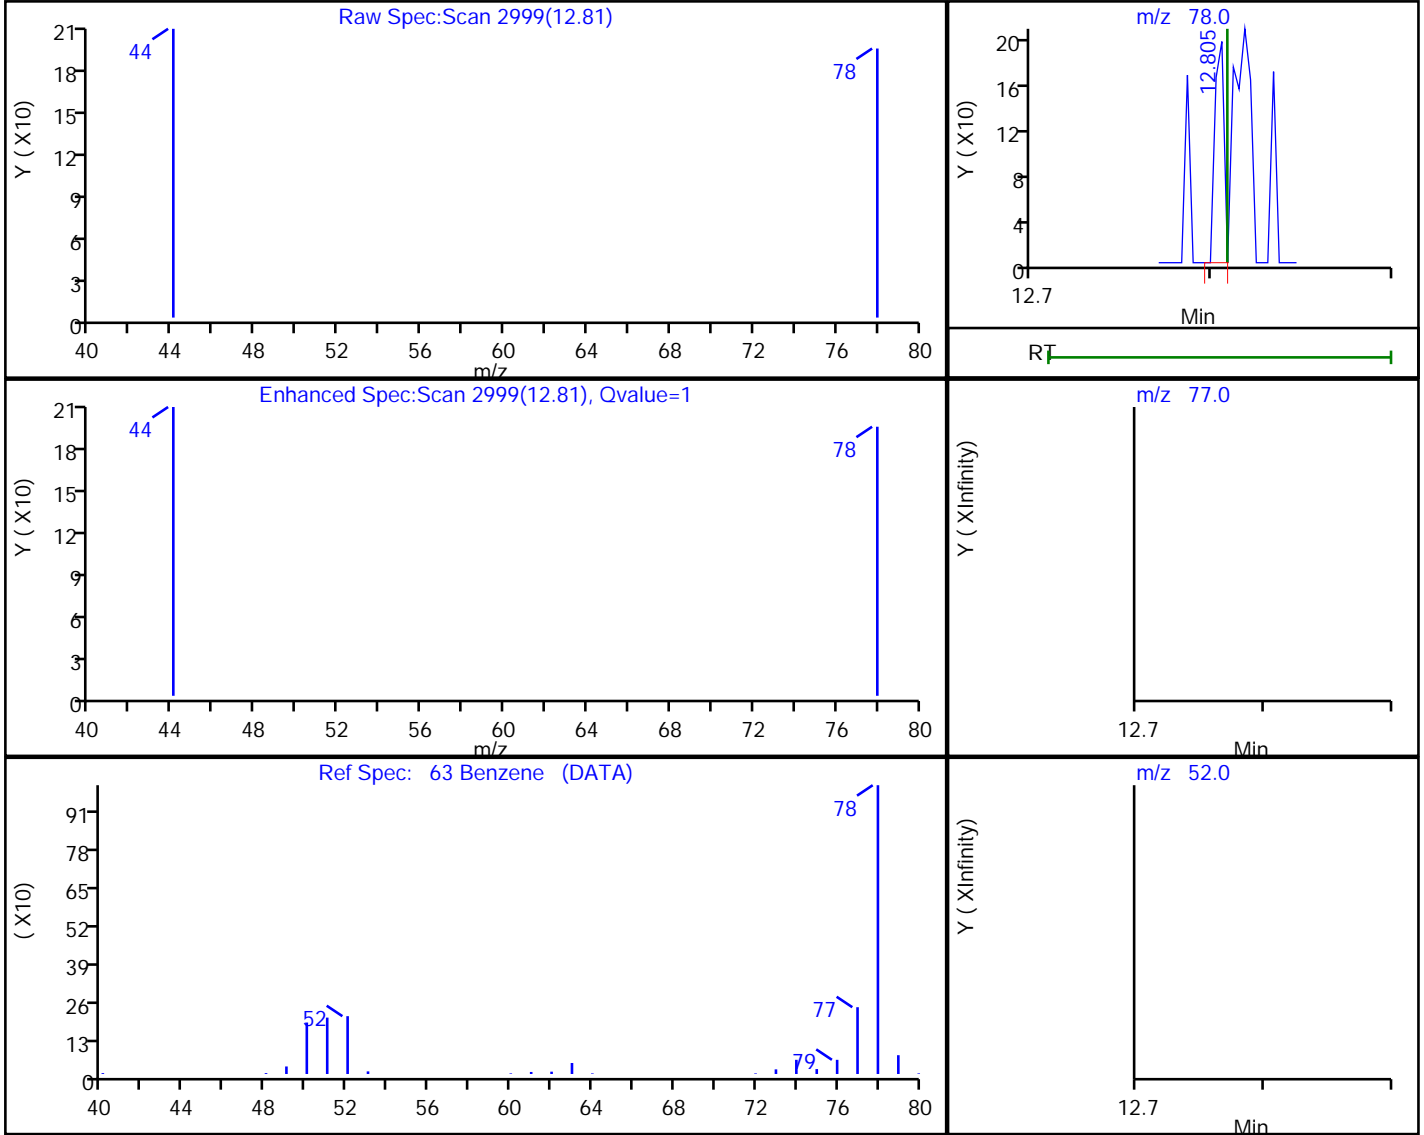 Raw Spec:Scan 2999(12.81)
Y ( X10)
21
18
15
12
9
6
3
0
44
78
40 44 48 52 56 60 64 68 72 76 80
m/z
m/z 78.0
Y ( X10)
20
16
12
8
4
0
12.805
12.7
Min
RT
Enhanced Spec:Scan 2999(12.81), Qvalue=1
Y ( X10)
21
18
15
12
9
6
3
0
44
78
40 44 48 52 56 60 64 68 72 76 80
m/z
m/z 77.0
Y ( XInfinity)
12.7
Min
Ref Spec: 63 Benzene (DATA)
( X10)
91
78
65
52
39
26
13
0
78
77
52
79
40 44 48 52 56 60 64 68 72 76 80
m/z 52.0
Y ( XInfinity)
12.7
Min